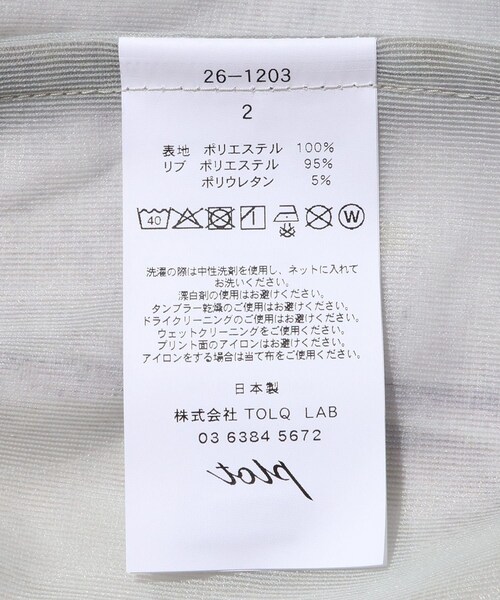 26-1203
2
表地 ポリエステル 100%
リブ ポリエステル 95%
ポリウレタン 5%
40 W
洗濯の際は中性洗剤を使用し、ネットに入れて
お洗いください。
漂白剤の使用はお避けください。
タンブラー乾燥のご使用はお避けください。
ドライクリーニングのご使用はお避けください。
ウェットクリーニングをご使用ください。
プリント面のアイロンはお避けください。
アイロンをする場合は当て布をご使用ください。
日本製
株式会社 TOLQ LAB
03 6384 5672
plot